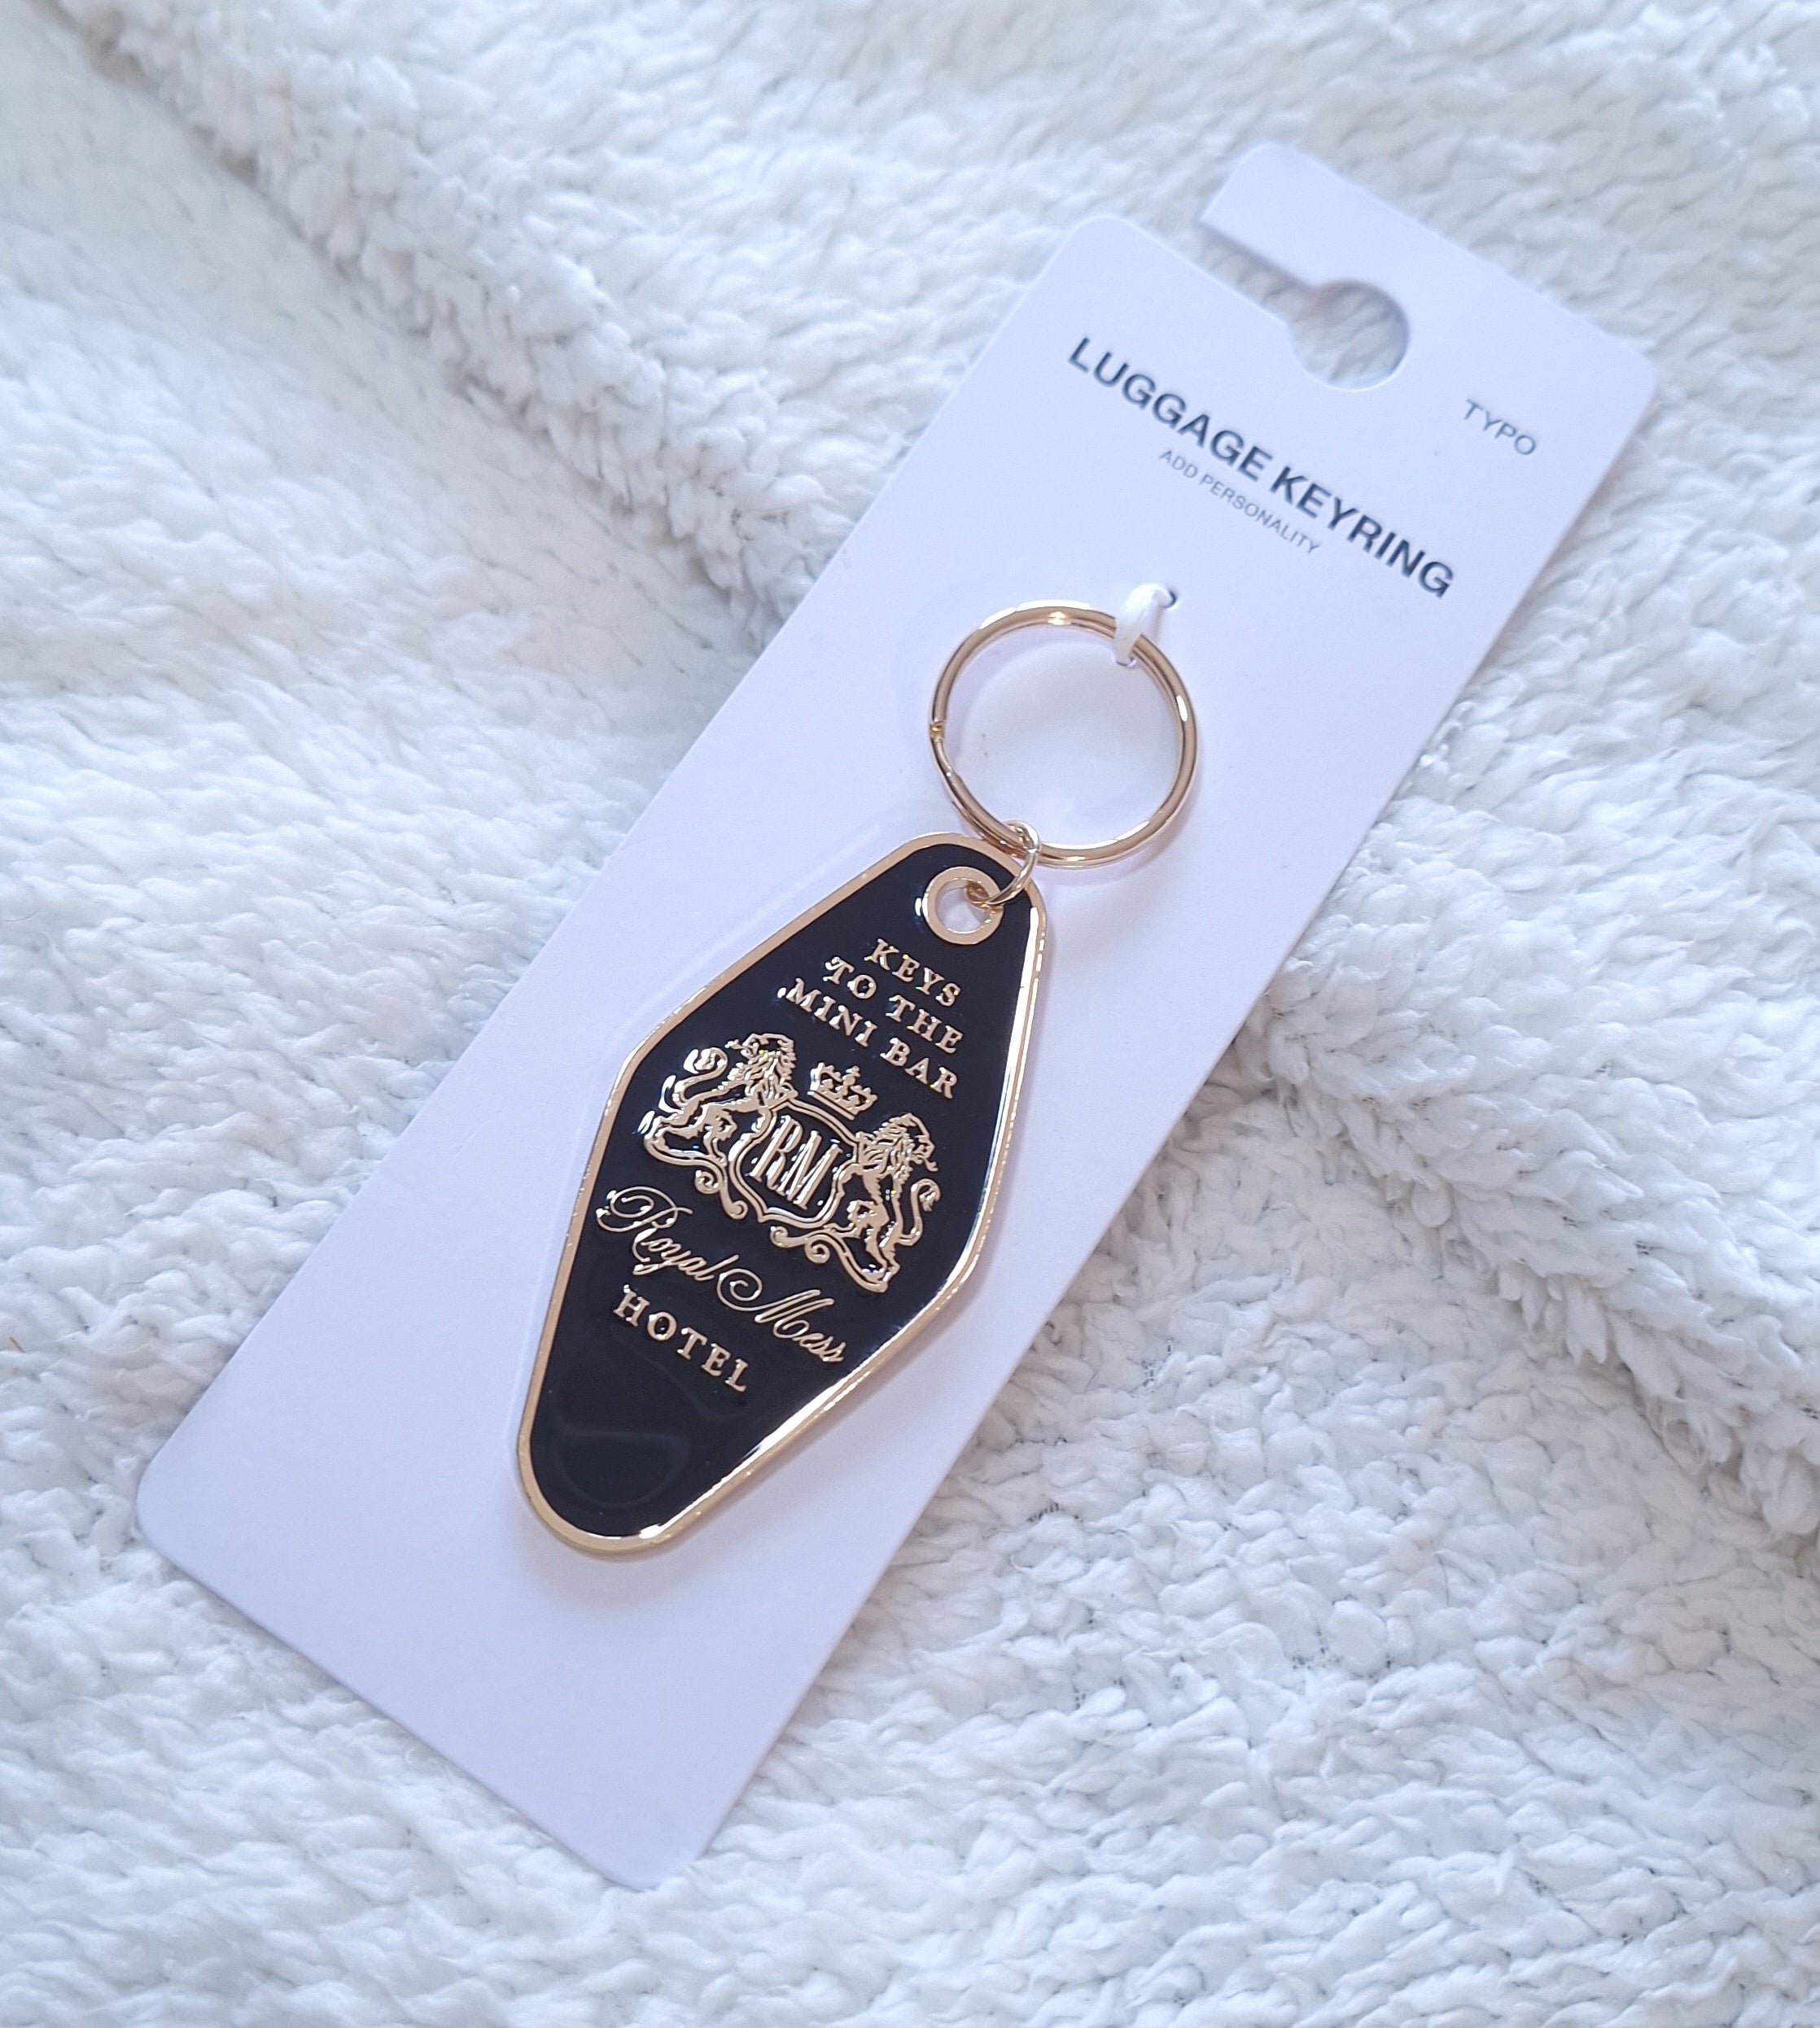 TYPO
LUGGAGE KEYRING
ADD PERSONALITY
KEYS
TO THE
MINI BAR
RM
Royal Mess
HOTEL